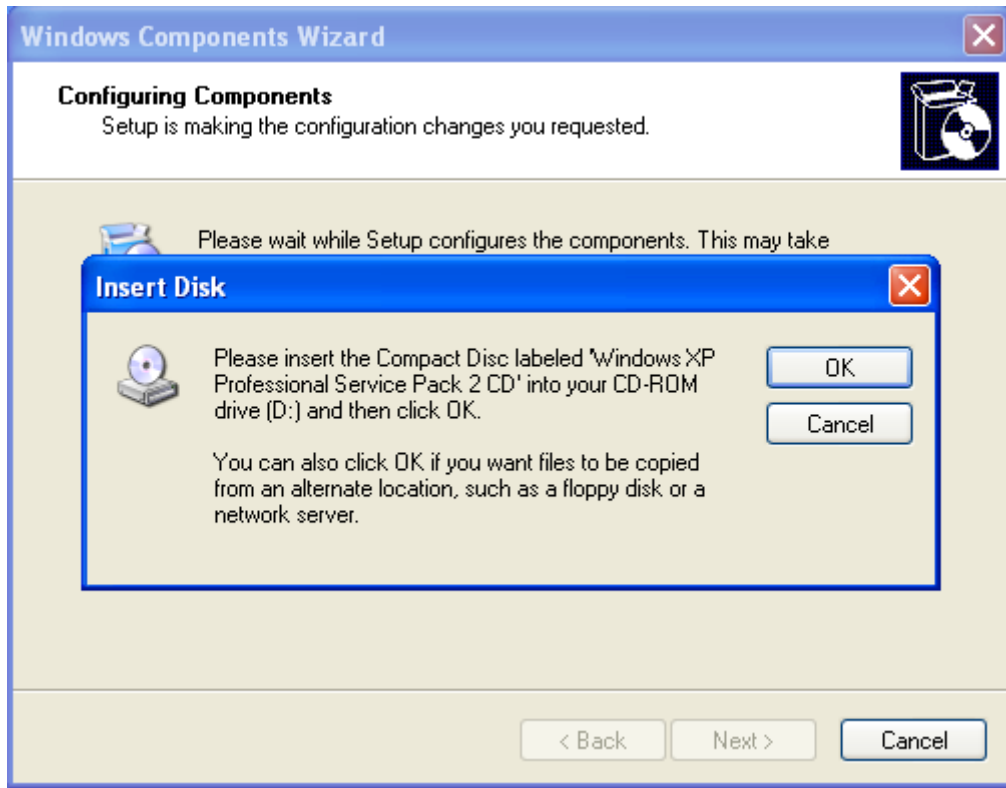 Windows Components Wizard
Configuring Components
Setup is making the configuration changes you requested.
Please wait while Setup configures the components. This may take
Insert Disk
Please insert the Compact Disc labeled 'Windows XP
Professional Service Pack 2 CD' into your CD-ROM
drive (D:) and then click OK.
You can also click OK if you want files to be copied
from an alternate location, such as a floppy disk or a
network server.
OK
Cancel
< Back
Next >
Cancel